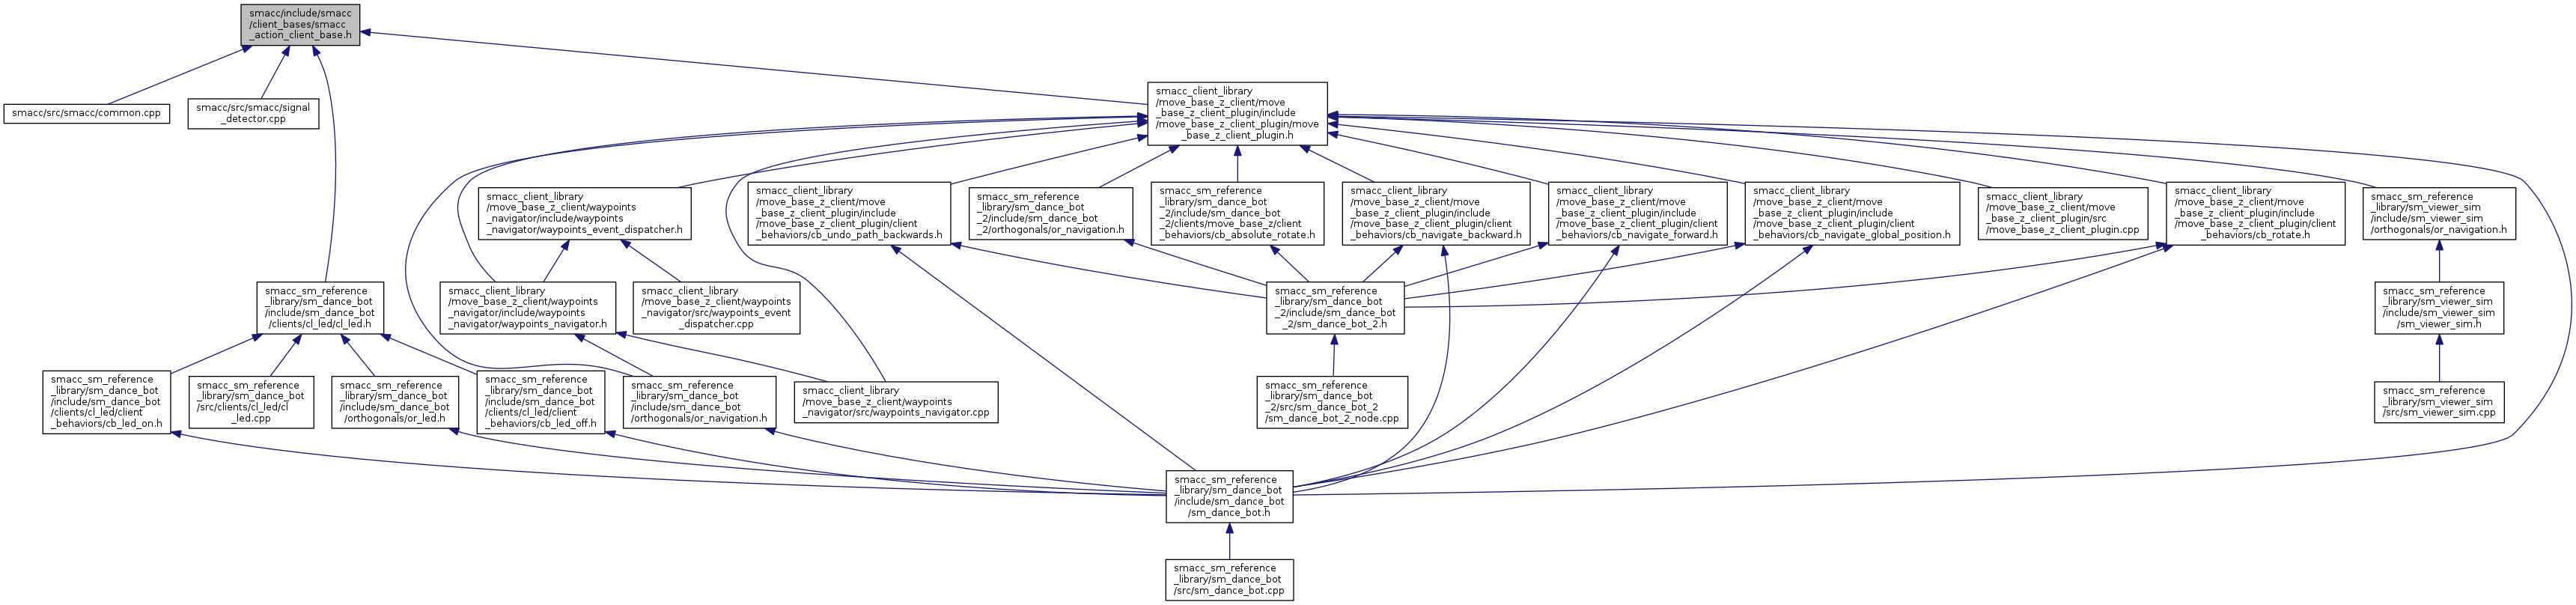 smacc/include/smacc
/client_bases/smacc
_action_client_base.h
smacc/src/smacc/common.cpp
smacc/src/smacc/signal
_detector.cpp
smacc_client_library
/move_base_z_client/move
_base_z_client_plugin/include
/move_base_z_client_plugin/move
_base_z_client_plugin.h
smacc_client_library
/move_base_z_client/waypoints
_navigator/include/waypoints
_navigator/waypoints_event_dispatcher.h
smacc_client_library
/move_base_z_client/move
_base_z_client_plugin/include
/move_base_z_client_plugin/client
_behaviors/cb_undo_path_backwards.h
smacc_sm_reference
_library/sm_dance_bot
_2/include/sm_dance_bot
_2/orthogonals/or_navigation.h
smacc_sm_reference
_library/sm_dance_bot
_2/include/sm_dance_bot
_2/clients/move_base_z/client
_behaviors/cb_absolute_rotate.h
smacc_client_library
/move_base_z_client/move
_base_z_client_plugin/include
/move_base_z_client_plugin/client
_behaviors/cb_navigate_backward.h
smacc_client_library
/move_base_z_client/move
_base_z_client_plugin/include
/move_base_z_client_plugin/client
_behaviors/cb_navigate_forward.h
smacc_client_library
/move_base_z_client/move
_base_z_client_plugin/include
/move_base_z_client_plugin/client
_behaviors/cb_navigate_global_position.h
smacc_client_library
/move_base_z_client/move
_base_z_client_plugin/src
/move_base_z_client_plugin.cpp
smacc_client_library
/move_base_z_client/move
_base_z_client_plugin/include
/move_base_z_client_plugin/client
_behaviors/cb_rotate.h
smacc_sm_reference
_library/sm_viewer_sim
/include/sm_viewer_sim
/orthogonals/or_navigation.h
smacc_sm_reference
_library/sm_dance_bot
/include/sm_dance_bot
/clients/cl_led/cl_led.h
smacc_client_library
/move_base_z_client/waypoints
_navigator/include/waypoints
_navigator/waypoints_navigator.h
smacc_client_library
/move_base_z_client/waypoints
_navigator/src/waypoints_event
_dispatcher.cpp
smacc_sm_reference
_library/sm_dance_bot
_2/include/sm_dance_bot
_2/sm_dance_bot_2.h
smacc_sm_reference
_library/sm_viewer_sim
/include/sm_viewer_sim
/sm_viewer_sim.h
smacc_sm_reference
_library/sm_dance_bot
/include/sm_dance_bot
/clients/cl_led/client
_behaviors/cb_led_on.h
smacc_sm_reference
_library/sm_dance_bot
/src/clients/cl_led/cl
_led.cpp
smacc_sm_reference
_library/sm_dance_bot
/include/sm_dance_bot
/orthogonals/or_led.h
smacc_sm_reference
_library/sm_dance_bot
/include/sm_dance_bot
/clients/cl_led/client
_behaviors/cb_led_off.h
smacc_sm_reference
_library/sm_dance_bot
/include/sm_dance_bot
/orthogonals/or_navigation.h
smacc_client_library
/move_base_z_client/waypoints
_navigator/src/waypoints_navigator.cpp
smacc_sm_reference
_library/sm_dance_bot
_2/src/sm_dance_bot_2
/sm_dance_bot_2_node.cpp
smacc_sm_reference
_library/sm_viewer_sim
/src/sm_viewer_sim.cpp
smacc_sm_reference
_library/sm_dance_bot
/include/sm_dance_bot
/sm_dance_bot.h
smacc_sm_reference
_library/sm_dance_bot
/src/sm_dance_bot.cpp